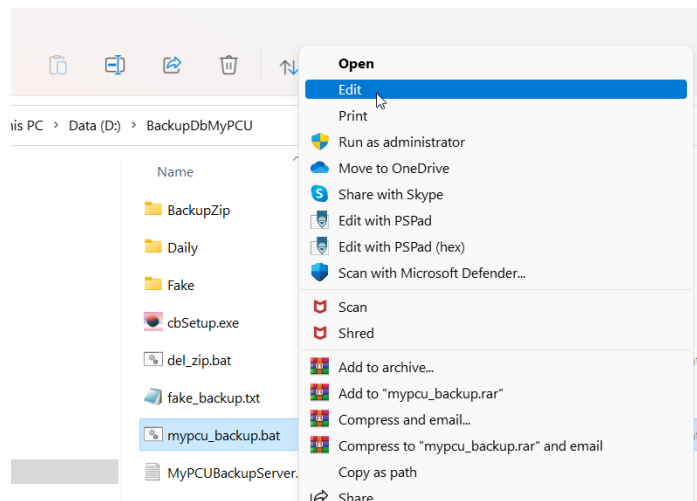 Open
Edit
Print
Run as administrator
Move to OneDrive
Share with Skype
Edit with PSPad
Edit with PSPad (hex)
Scan with Microsoft Defender...
Scan
Shred
Add to archive...
Add to "mypcu_backup.rar"
Compress and email...
Compress to "mypcu_backup.rar" and email
Copy as path
Share
his PC > Data (D:) > BackupDbMyPCU
Name
BackupZip
Daily
Fake
cbSetup.exe
del_zip.bat
fake_backup.txt
mypcu_backup.bat
MyPCUBackupServer.